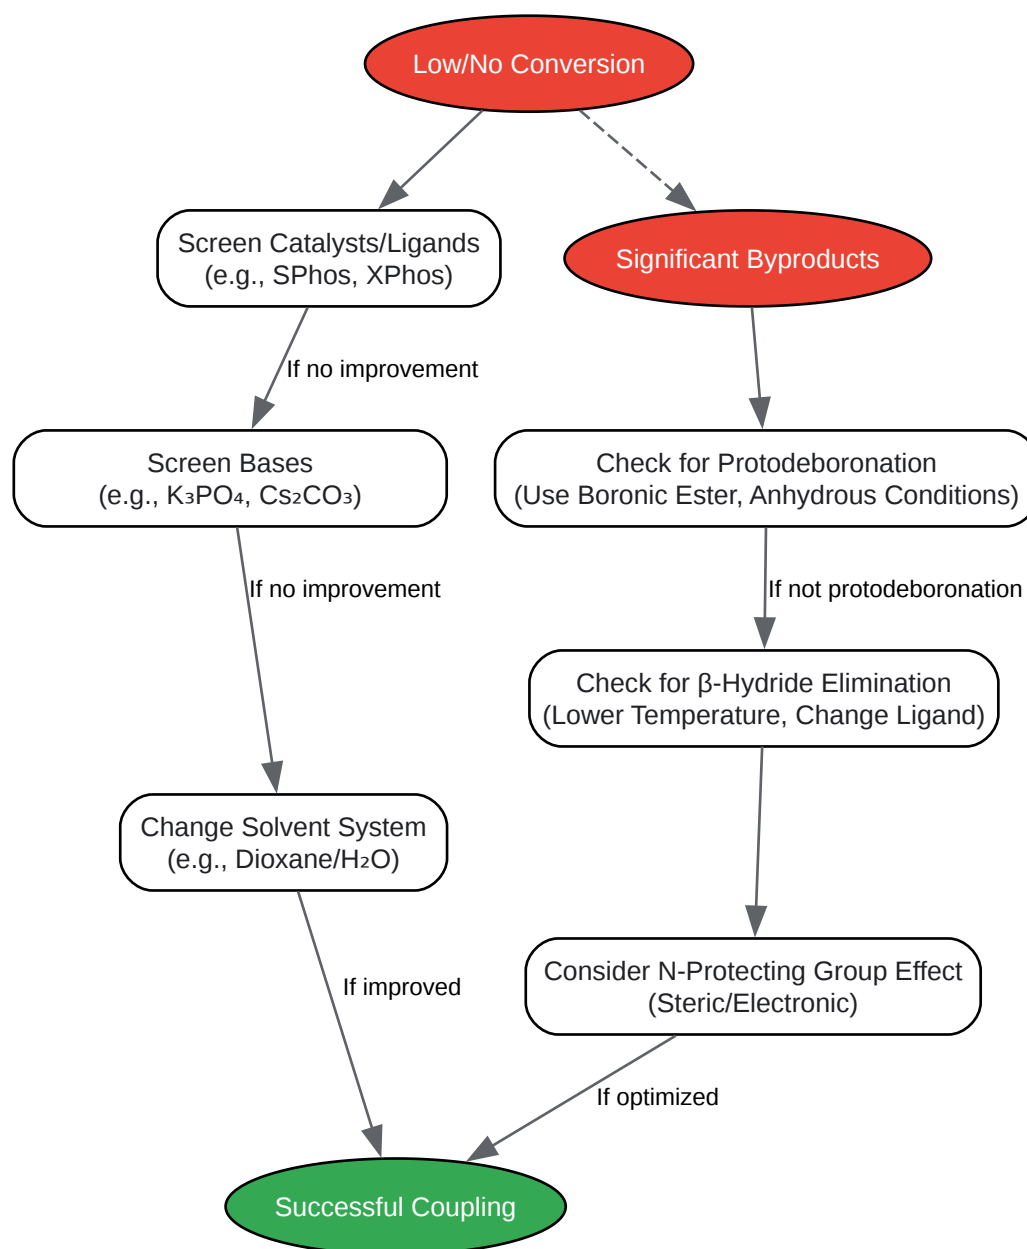 Low/No Conversion
Screen Catalysts/Ligands
(e.g., SPhos, XPhos)
Significant Byproducts
If no improvement
Screen Bases
(e.g., K₃PO₄, Cs₂CO₃)
Check for Protodeboronation
(Use Boronic Ester, Anhydrous Conditions)
If no improvement
If not protodeboronation
Check for β-Hydride Elimination
(Lower Temperature, Change Ligand)
Change Solvent System
(e.g., Dioxane/H₂O)
Consider N-Protecting Group Effect
(Steric/Electronic)
If improved
If optimized
Successful Coupling